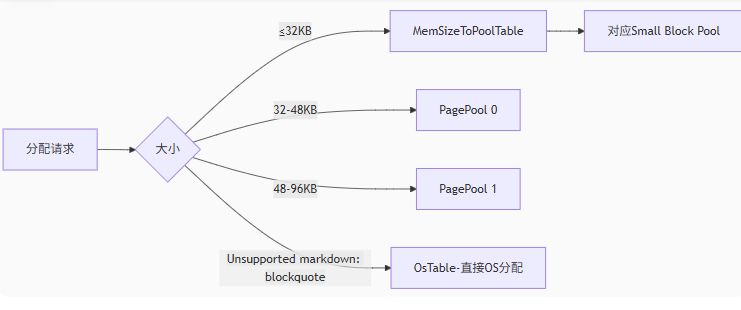 ≤32KB
MemSizeToPoolTable
对应Small Block Pool
32-48KB
PagePool 0
分配请求
大小
48-96KB
PagePool 1
Unsupported markdown:
blockquote
OsTable-直接OS分配